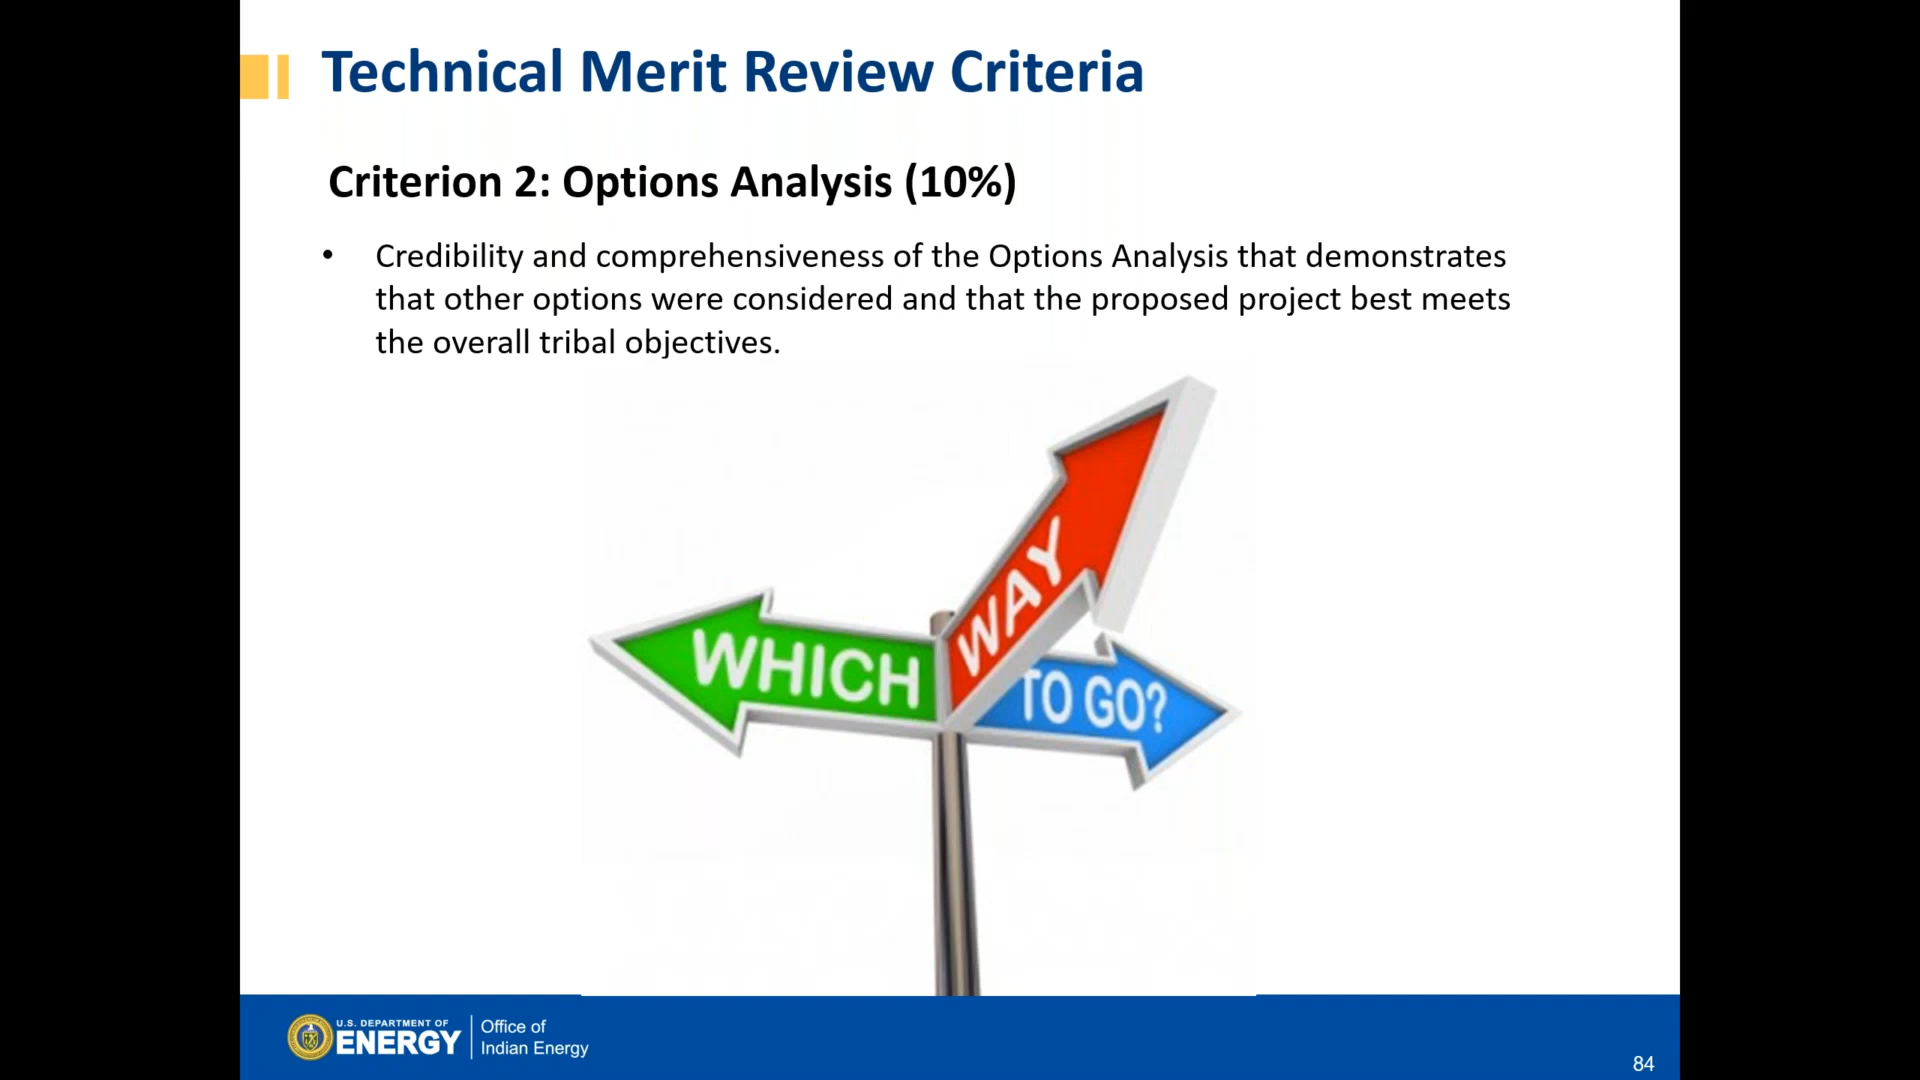 Technical Merit Review Criteria
Criterion 2: Options Analysis (10%)
• Credibility and comprehensiveness of the Options Analysis that demonstrates
that other options were considered and that the proposed project best meets
the overall tribal objectives.
WHICH
WAY
TO GO?
U.S. DEPARTMENT OF
ENERGY
Office of
Indian Energy
84